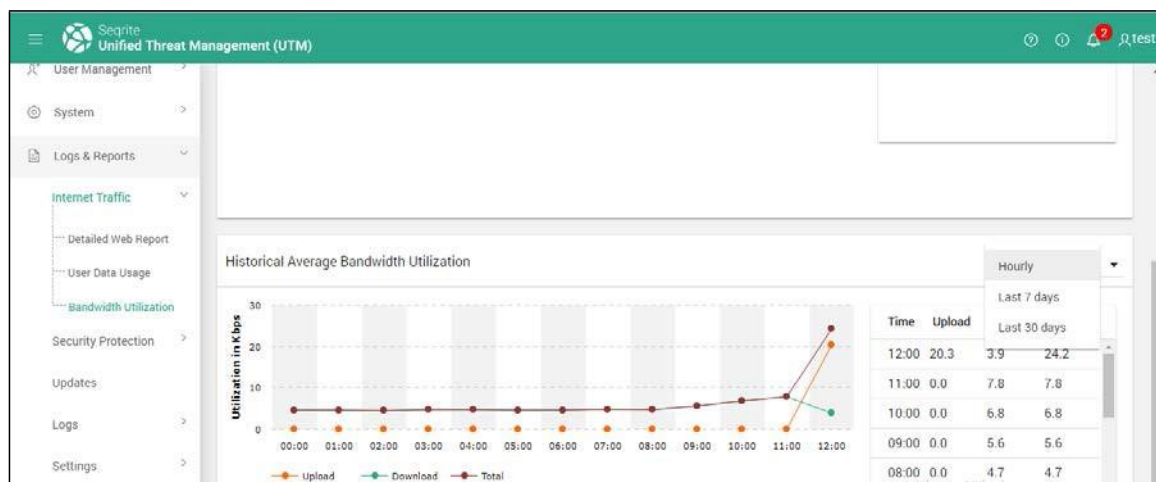 Seqrite
Unified Threat Management (UTM)
2
test
User Management
System
Logs & Reports
Internet Traffic
Detailed Web Report
User Data Usage
Bandwidth Utilization
Security Protection
Updates
Logs
Settings
Historical Average Bandwidth Utilization
Hourly
Last 7 days
Last 30 days
Utilization in Kbps
30
20
10
0
00:00 01:00 02:00 03:00 04:00 05:00 06:00 07:00 08:00 09:00 10:00 11:00 12:00
Upload Download Total
Time Upload
12:00 20.3 3.9 24.2
11:00 0.0 7.8 7.8
10:00 0.0 6.8 6.8
09:00 0.0 5.6 5.6
08:00 0.0 4.7 4.7